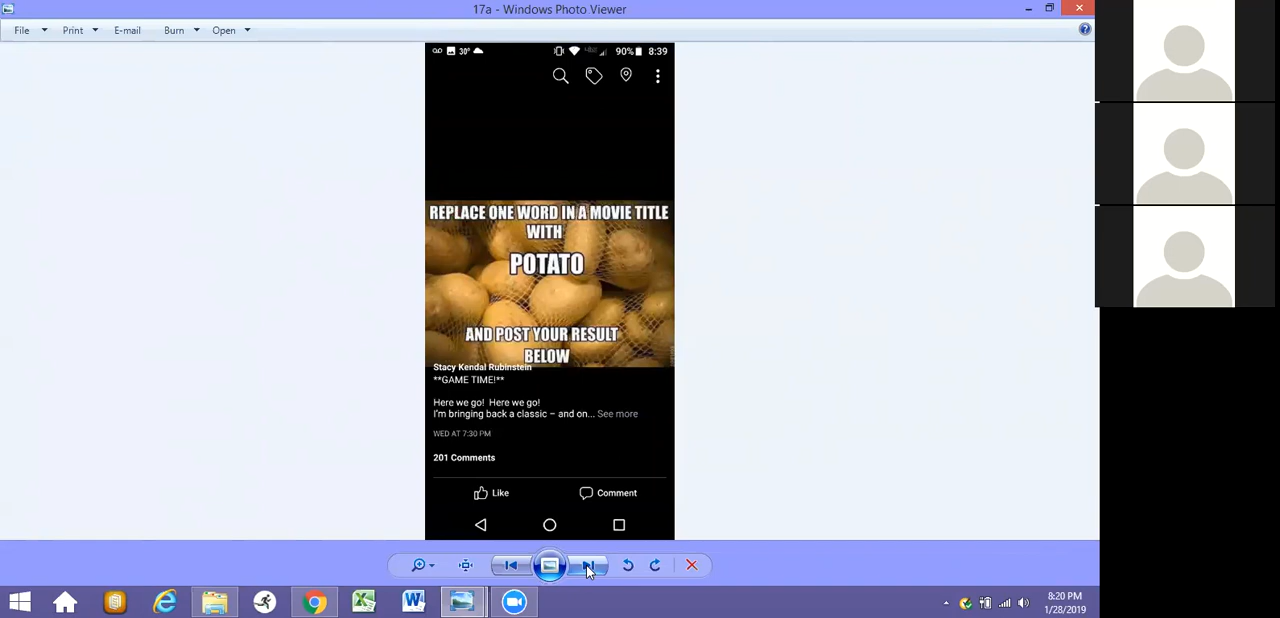 17a - Windows Photo Viewer
File Print E-mail Burn Open
30° 90% 8:39
REPLACE ONE WORD IN A MOVIE TITLE
WITH
POTATO
AND POST YOUR RESULT
BELOW
Stacy Kendal Rubinstein
**GAME TIME!**
Here we go! Here we go!
I'm bringing back a classic – and on... See more
WED AT 7:30 PM
201 Comments
Like Comment
8:20 PM
1/28/2019